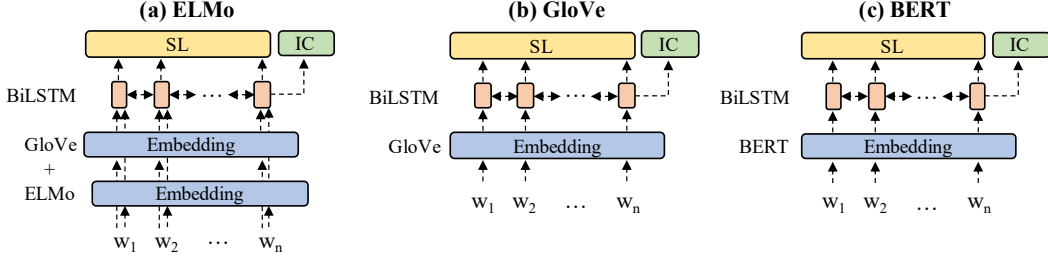 (a) ELMo
SL
IC
BiLSTM
...
GloVe
Embedding
+
ELMo
Embedding
w1 w2 ... wn
(b) GloVe
SL
IC
BiLSTM
...
GloVe
Embedding
w1 w2 ... wn
(c) BERT
SL
IC
BiLSTM
...
BERT
Embedding
w1 w2 ... wn